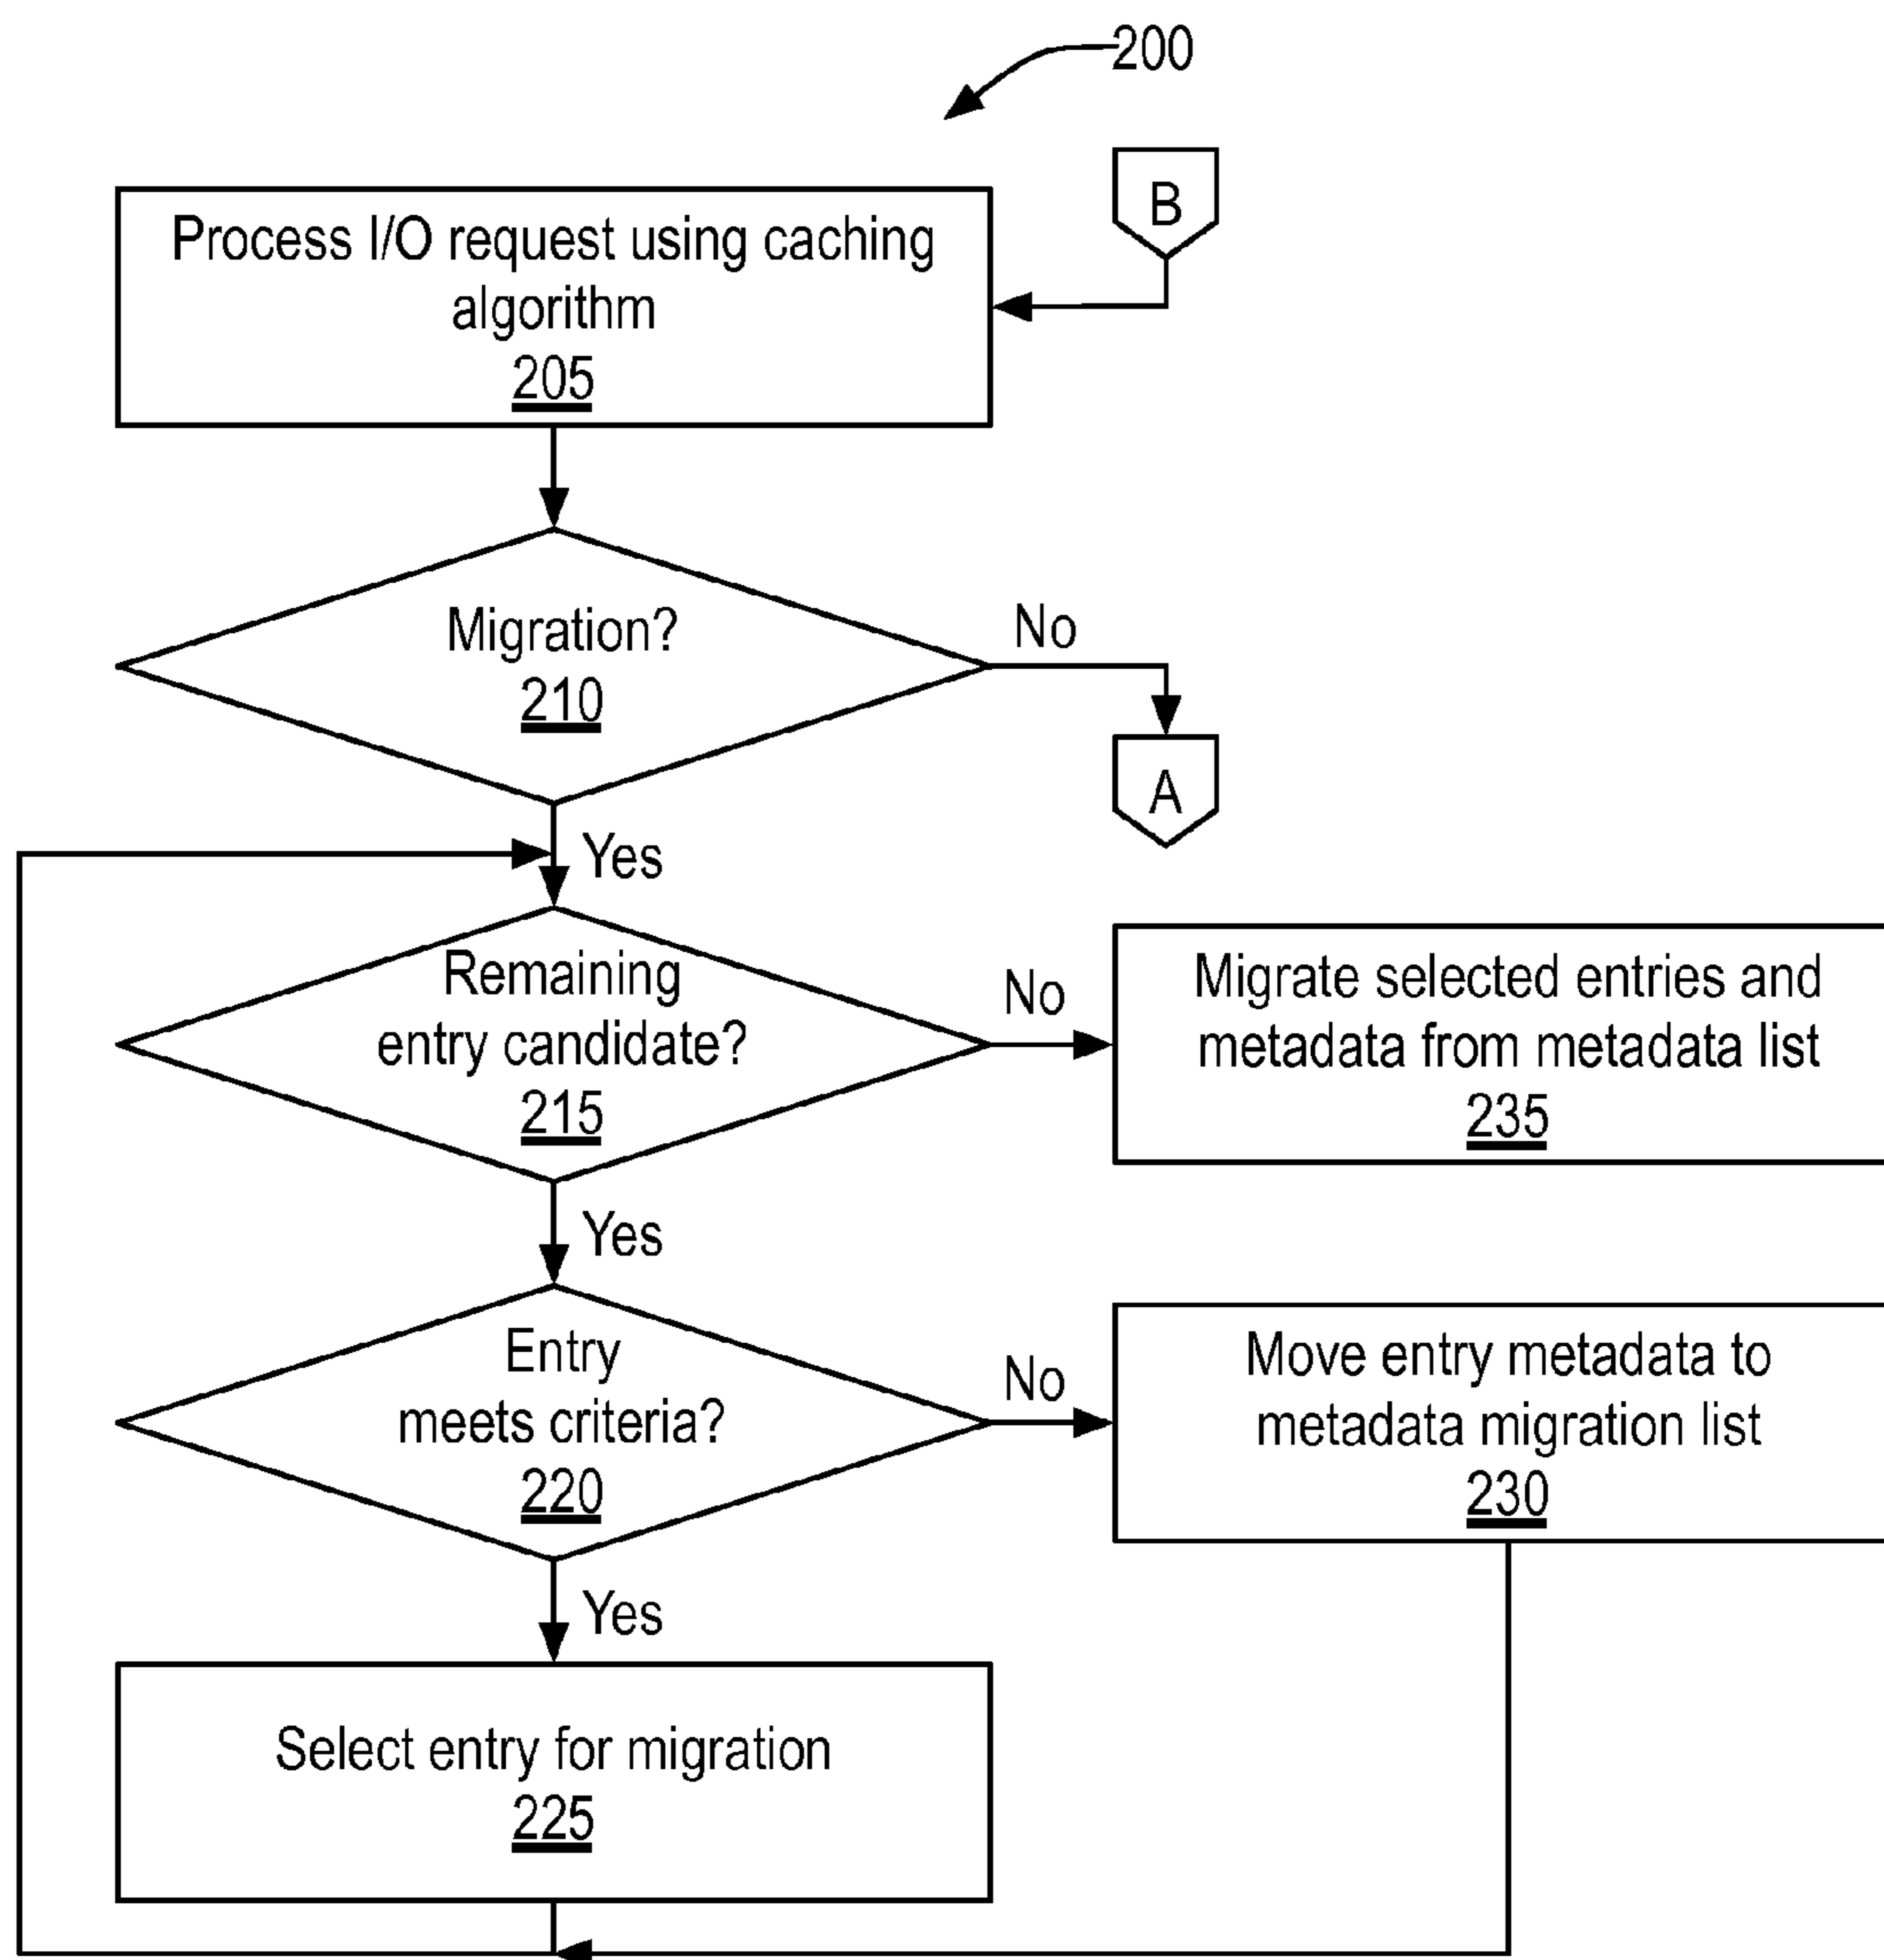 200
B
Process I/O request using caching
algorithm
205
Migration?
210
No
A
Yes
Remaining
entry candidate?
215
No
Migrate selected entries and
metadata from metadata list
235
Yes
Entry
meets criteria?
220
No
Move entry metadata to
metadata migration list
230
Yes
Select entry for migration
225